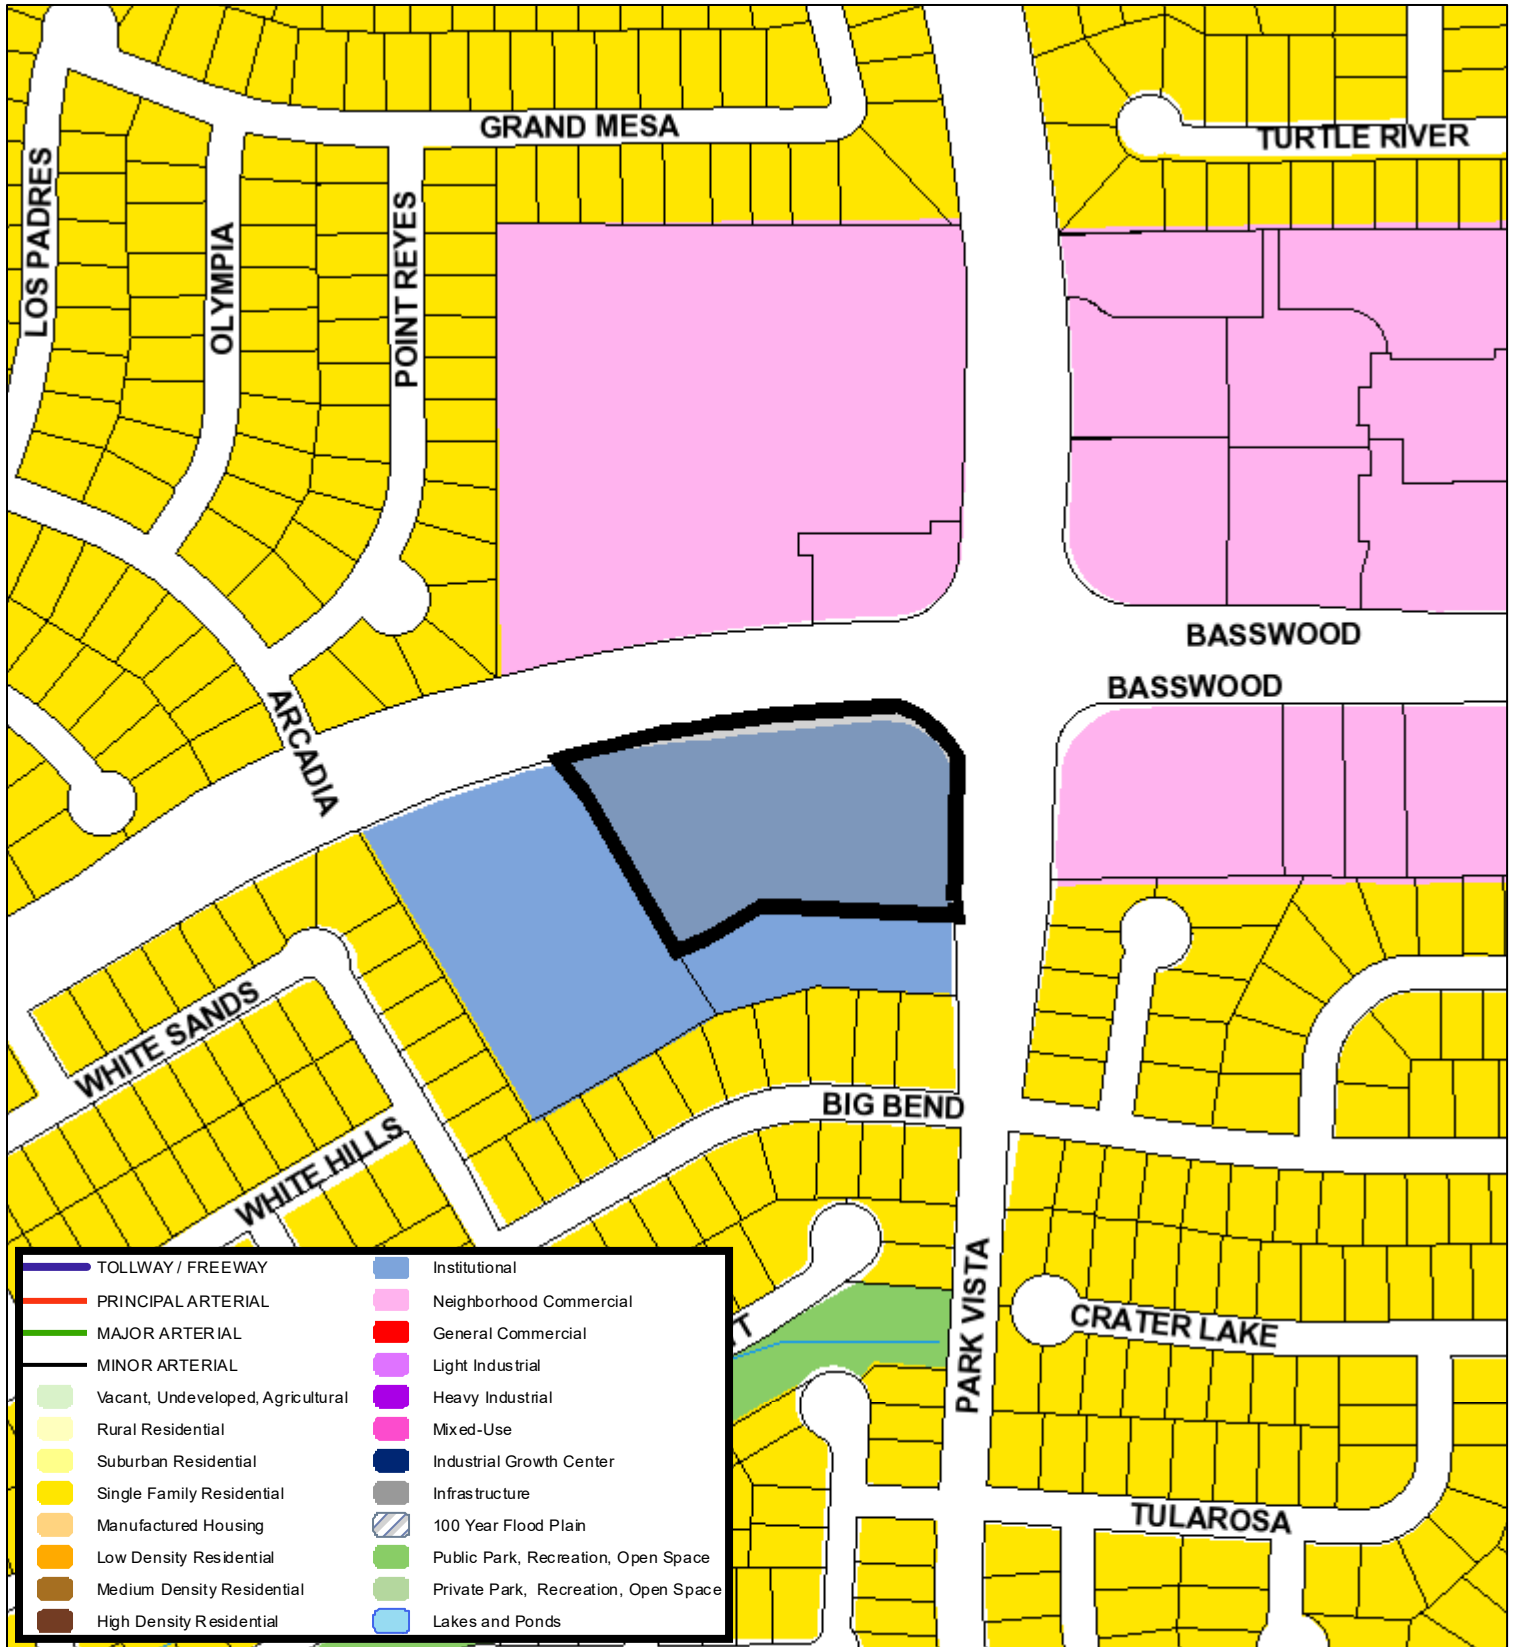 GRAND MESA
TURTLE RIVER
LOS PADRES
OLYMPIA
POINT REYES
BASSWOOD
BASSWOOD
ARCADIA
WHITE SANDS
BIG BEND
WHITE HILLS
PARK VISTA
CRATER LAKE
TULAROSA
TOLLWAY / FREEWAY
PRINCIPAL ARTERIAL
MAJOR ARTERIAL
MINOR ARTERIAL
Vacant, Undeveloped, Agricultural
Rural Residential
Suburban Residential
Single Family Residential
Manufactured Housing
Low Density Residential
Medium Density Residential
High Density Residential
Institutional
Neighborhood Commercial
General Commercial
Light Industrial
Heavy Industrial
Mixed-Use
Industrial Growth Center
Infrastructure
100 Year Flood Plain
Public Park, Recreation, Open Space
Private Park, Recreation, Open Space
Lakes and Ponds